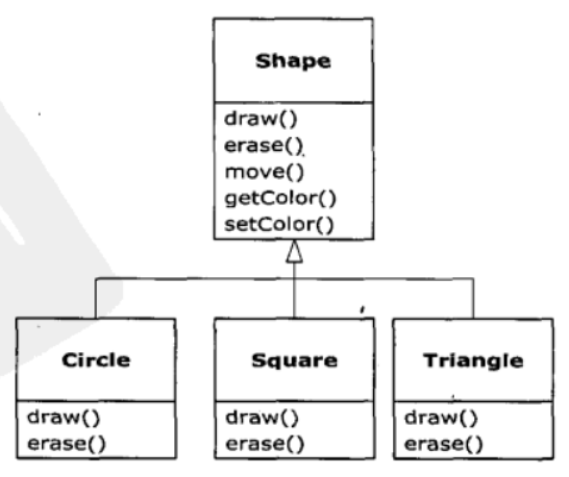 Shape
draw()
erase()
move()
getColor()
setColor()
Circle
draw()
erase()
Square
draw()
erase()
Triangle
draw()
erase()